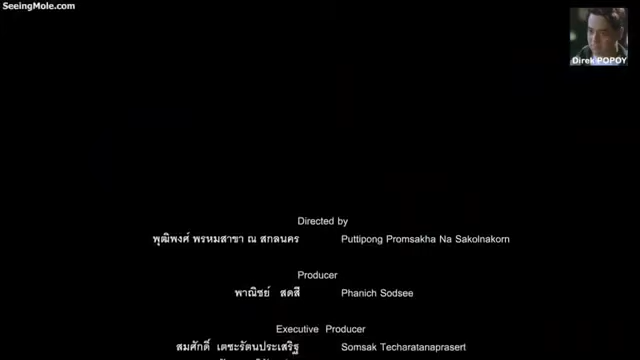 SeeingMole.com
Direk POPOY
Directed by
พุฒิพงศ์ พรหมสาขา ณ สกลนคร Puttipong Promsakha Na Sakolnakorn
Producer
พาณิชย์ สดสี Phanich Sodsee
Executive Producer
สมศักดิ์ เตชะรัตนประเสริฐ Somsak Techaratanaprasert